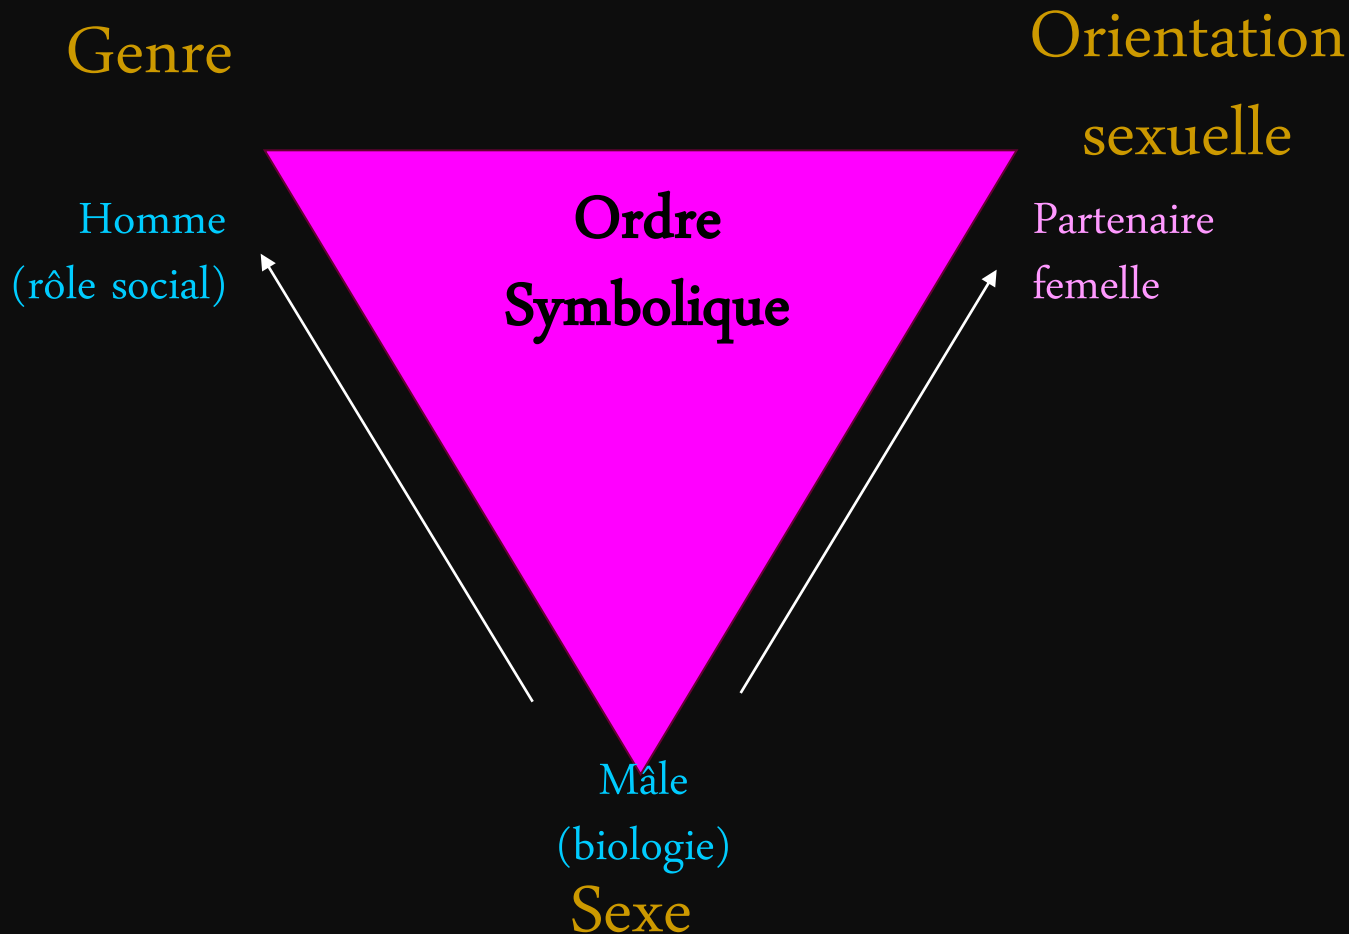 Genre
Orientation
sexuelle
Homme
(rôle social)
Ordre
Symbolique
Partenaire
femelle
Mâle
(biologie)
Sexe